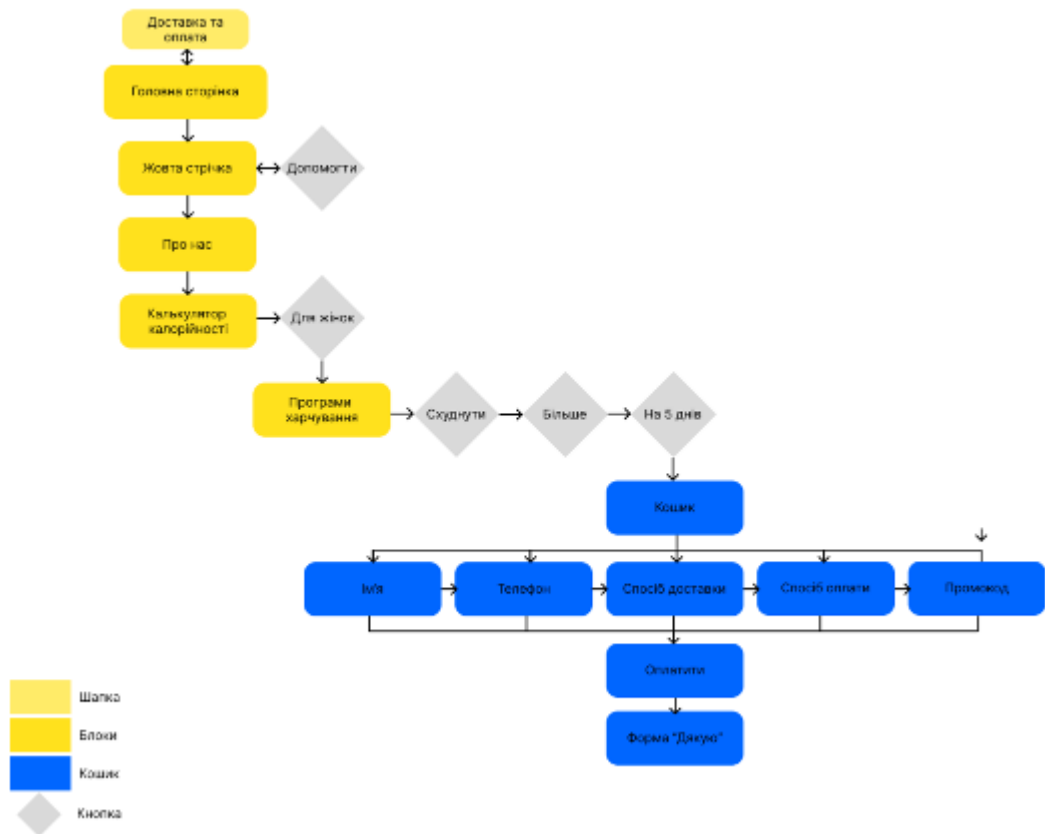 Доставка та
оплата
Головна сторінка
Жовта стрічка
Допомогти
Про нас
Калькулятор
калорійності
Для жінок
Програми
харчування
Схуднути
Більше
На 5 днів
Кошик
Ім'я
Телефон
Спосіб доставки
Спосіб оплати
Промокод
Оплатити
Форма "Дякую"
Шапка
Блоки
Кошик
Кнопка